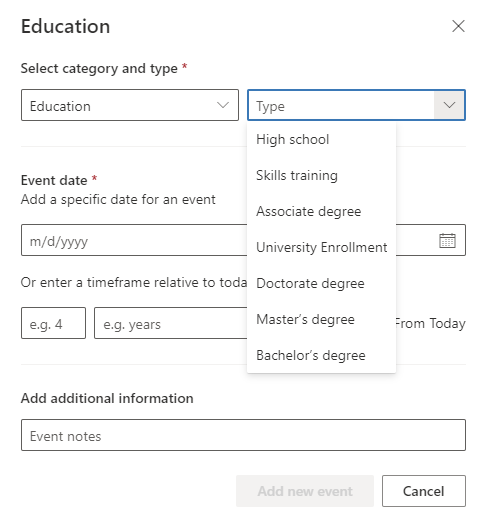 Education
Select category and type *
Education
Type
High school
Skills training
Associate degree
University Enrollment
Doctorate degree
Master's degree
Bachelor's degree
Event date *
Add a specific date for an event
m/d/yyyy
Or enter a timeframe relative to toda
e.g. 4
e.g. years
From Today
Add additional information
Event notes
Add new event
Cancel